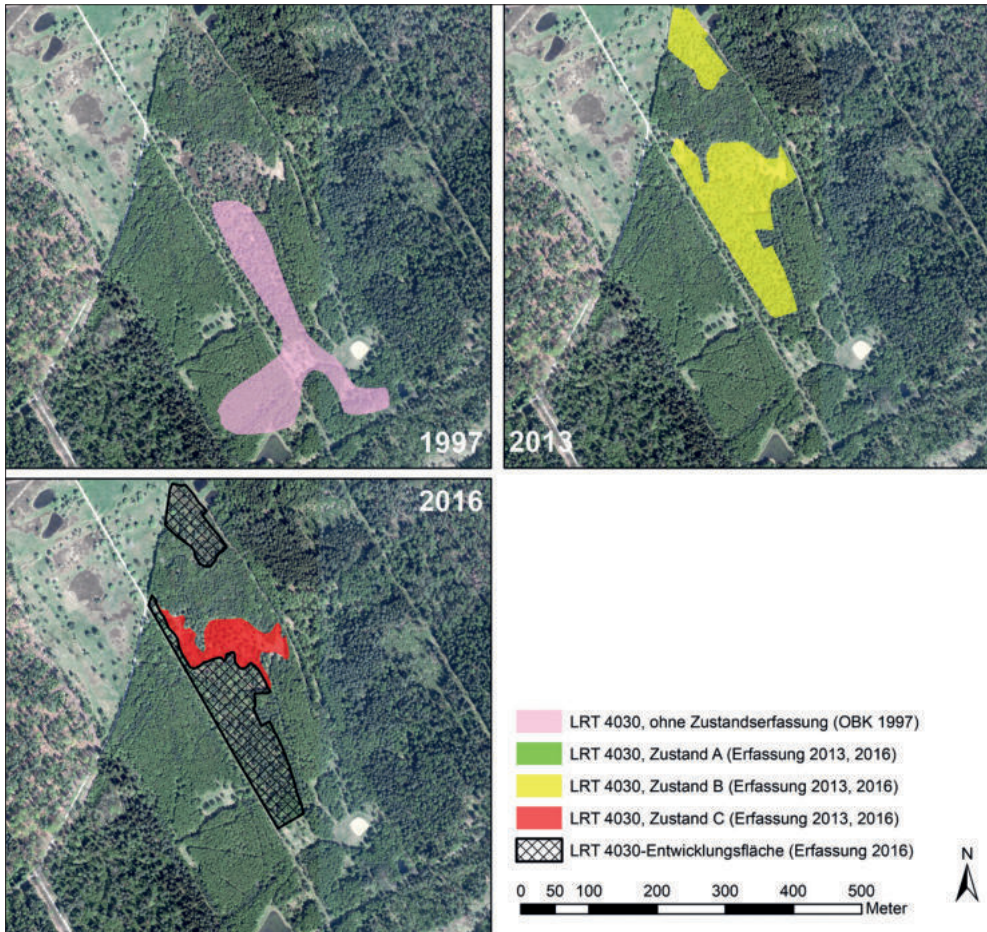 1997
2013
2016
LRT 4030, ohne Zustandserfassung (OBK 1997)
LRT 4030, Zustand A (Erfassung 2013, 2016)
LRT 4030, Zustand B (Erfassung 2013, 2016)
LRT 4030, Zustand C (Erfassung 2013, 2016)
LRT 4030-Entwicklungsfläche (Erfassung 2016)
N
0 50 100 200 300 400 500
Meter